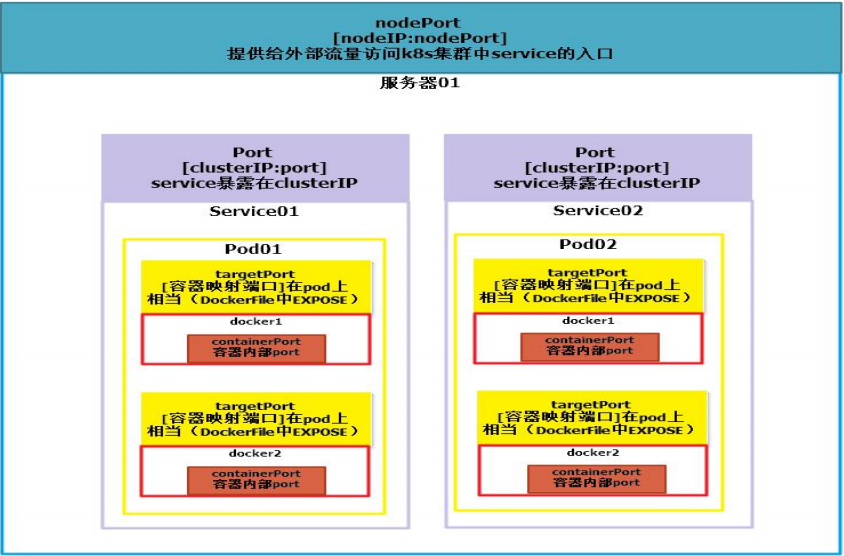 nodePort
[nodeIP:nodePort]
提供给外部流量访问k8s集群中service的入口
服务器01
Port
[clusterIP:port]
service暴露在clusterIP
Service01
Pod01
targetPort
[容器映射端口]在pod上
相当（DockerFile中EXPOSE）
docker1
containerPort
容器内部port
targetPort
[容器映射端口]在pod上
相当（DockerFile中EXPOSE）
docker2
containerPort
容器内部port
Port
[clusterIP:port]
service暴露在clusterIP
Service02
Pod02
targetPort
[容器映射端口]在pod上
相当（DockerFile中EXPOSE）
docker1
containerPort
容器内部port
targetPort
[容器映射端口]在pod上
相当（DockerFile中EXPOSE）
docker2
containerPort
容器内部port